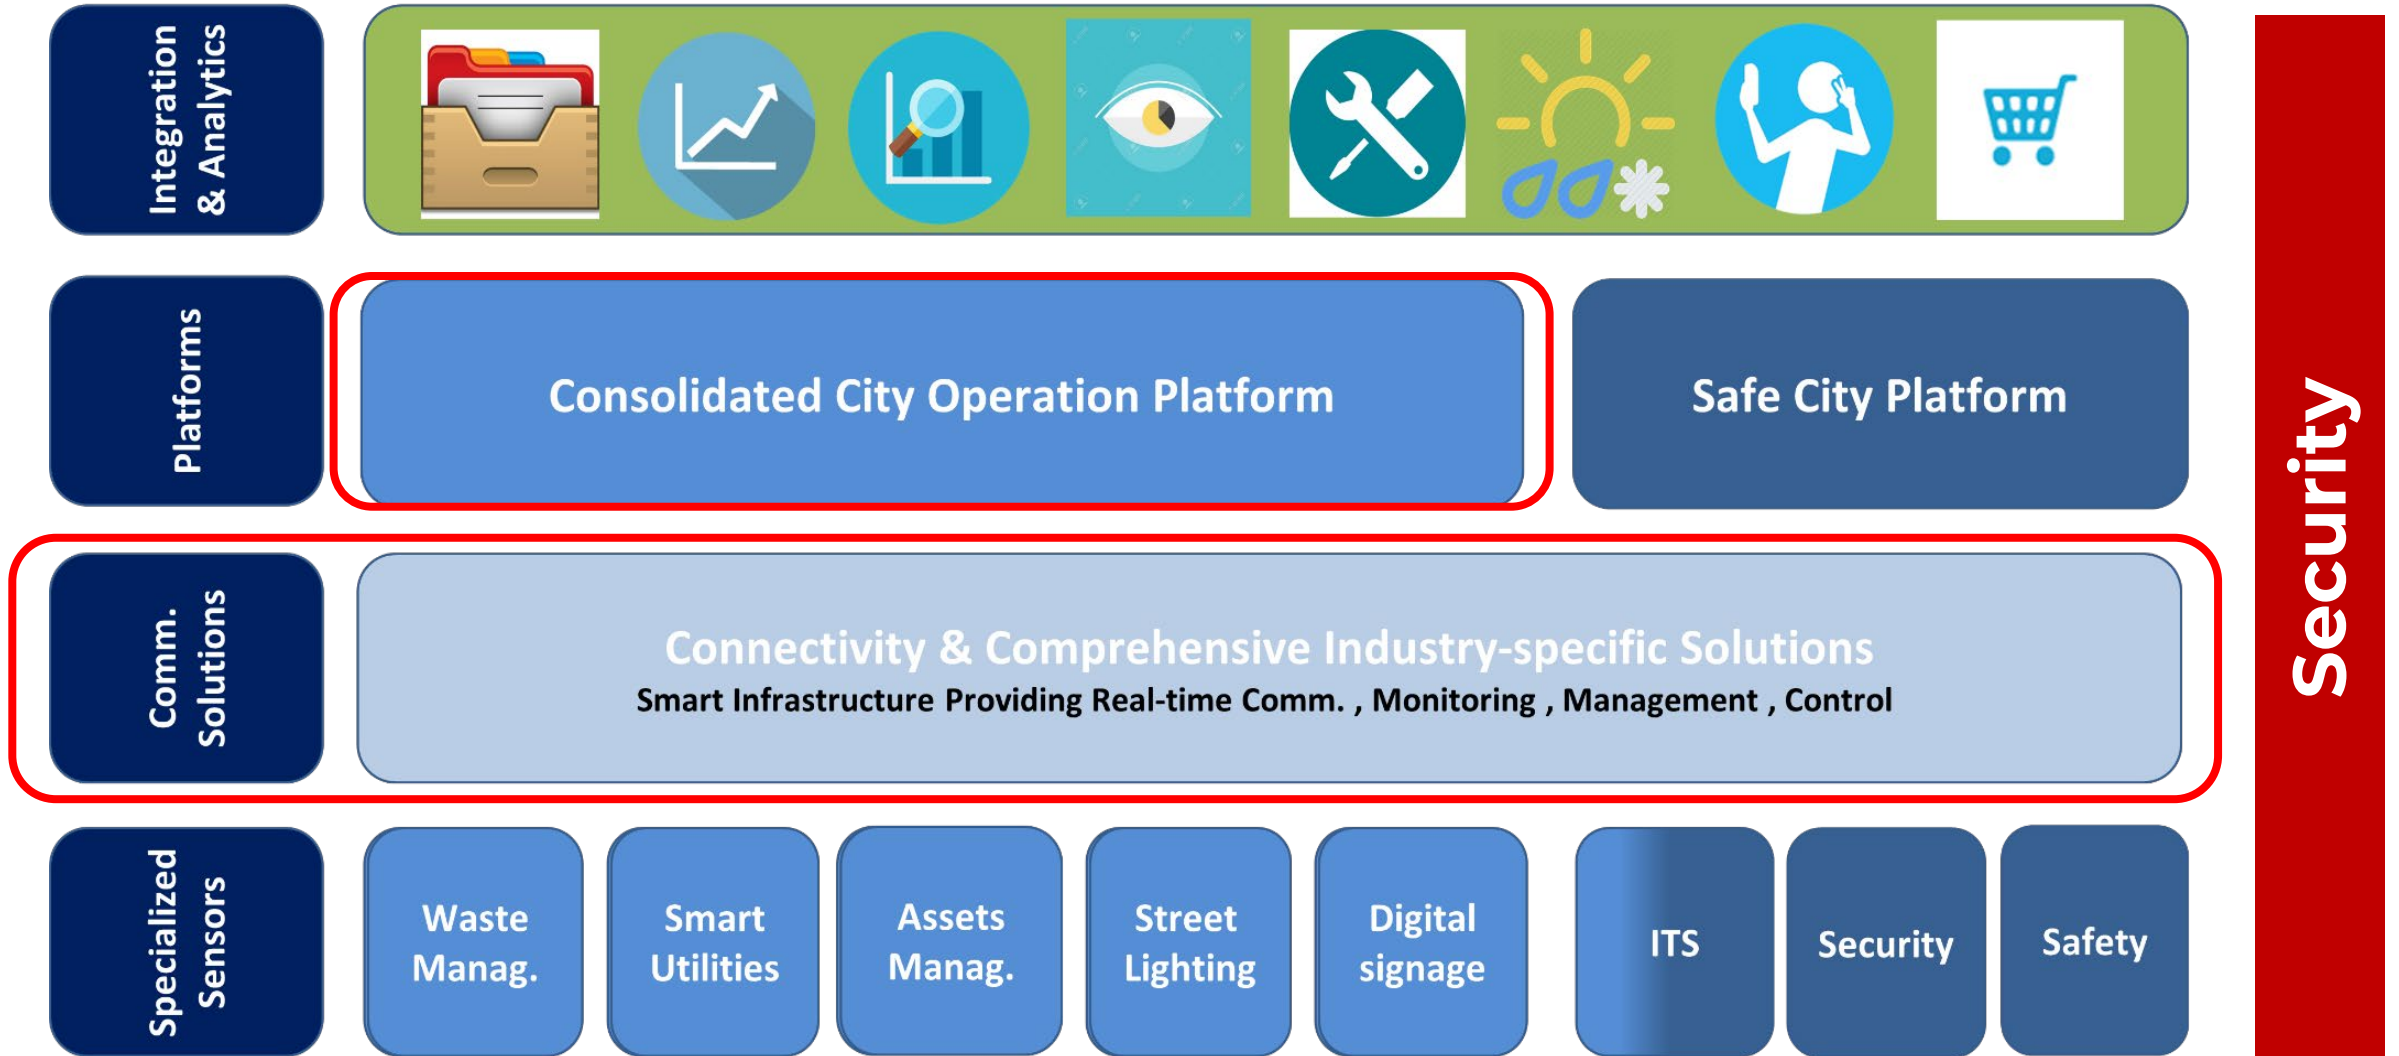 Integration
& Analytics
Platforms
Consolidated City Operation Platform
Safe City Platform
Comm.
Solutions
Connectivity & Comprehensive Industry-specific Solutions
Smart Infrastructure Providing Real-time Comm. , Monitoring , Management , Control
Specialized
Sensors
Waste
Manag.
Smart
Utilities
Assets
Manag.
Street
Lighting
Digital
signage
ITS
Security
Safety
Security